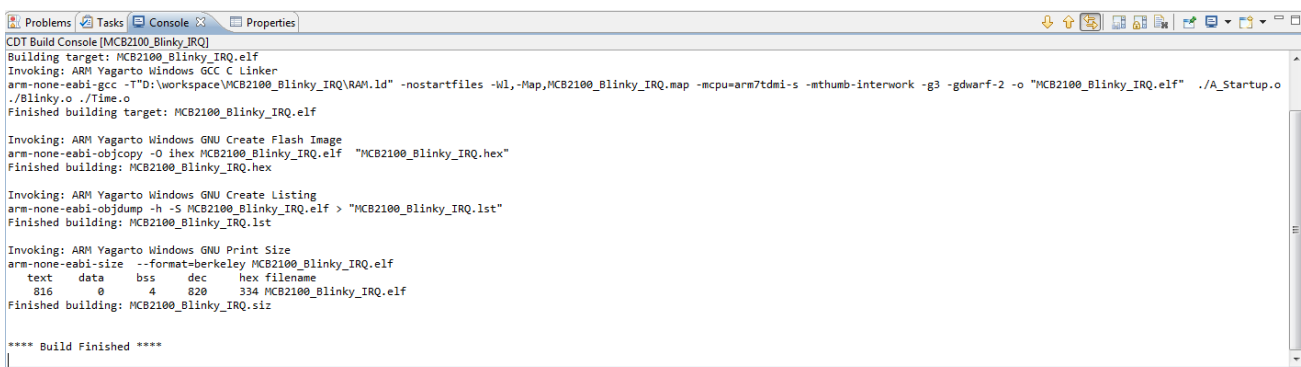 Problems Tasks Console Properties
CDT Build Console [MCB2100_Blinky_IRQ]
Building target: MCB2100_Blinky_IRQ.elf
Invoking: ARM Yagarto Windows GCC C Linker
arm-none-eabi-gcc -T"D:\workspace\MCB2100_Blinky_IRQ\RAM.ld" -nostartfiles -Wl,-Map,MCB2100_Blinky_IRQ.map -mcpu=arm7tdmi-s -mthumb-interwork -g3 -gdwarf-2 -o "MCB2100_Blinky_IRQ.elf"  ./A_Startup.o
./Blinky.o ./Time.o
Finished building target: MCB2100_Blinky_IRQ.elf
Invoking: ARM Yagarto Windows GNU Create Flash Image
arm-none-eabi-objcopy -O ihex MCB2100_Blinky_IRQ.elf  "MCB2100_Blinky_IRQ.hex"
Finished building: MCB2100_Blinky_IRQ.hex
Invoking: ARM Yagarto Windows GNU Create Listing
arm-none-eabi-objdump -h -S MCB2100_Blinky_IRQ.elf > "MCB2100_Blinky_IRQ.lst"
Finished building: MCB2100_Blinky_IRQ.lst
Invoking: ARM Yagarto Windows GNU Print Size
arm-none-eabi-size  --format=berkeley MCB2100_Blinky_IRQ.elf
text data bss dec hex filename
816 0 4 820 334 MCB2100_Blinky_IRQ.elf
Finished building: MCB2100_Blinky_IRQ.siz
**** Build Finished ****